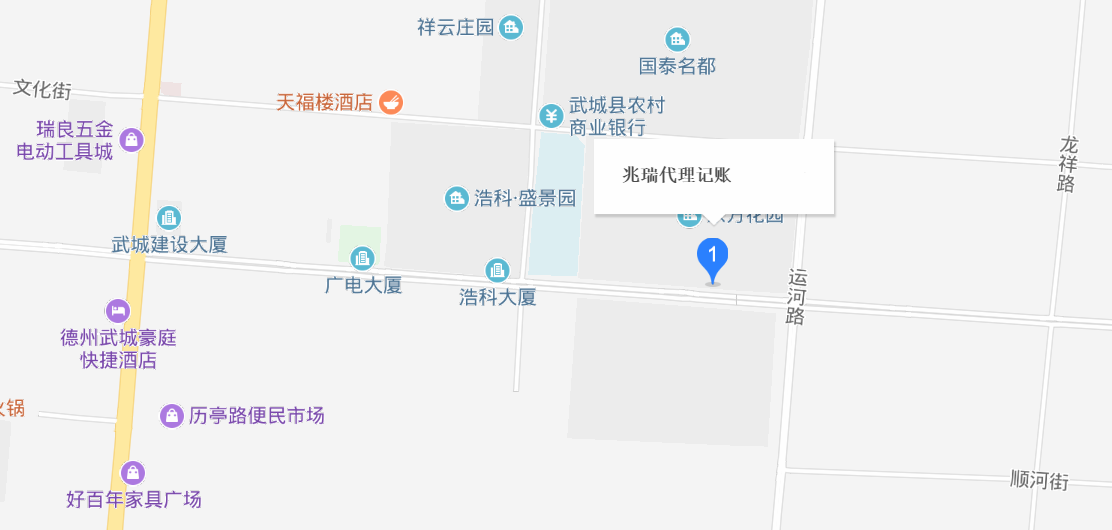 祥云庄园
国泰名都
文化街
天福楼酒店
武城县农村
商业银行
瑞良五金
电动工具城
龙祥路
兆瑞代理记账
浩科·盛景园
方花园
武城建设大厦
1
广电大厦
浩科大厦
运河路
德州武城豪庭
快捷酒店
火锅
历亭路便民市场
顺河街
好百年家具广场